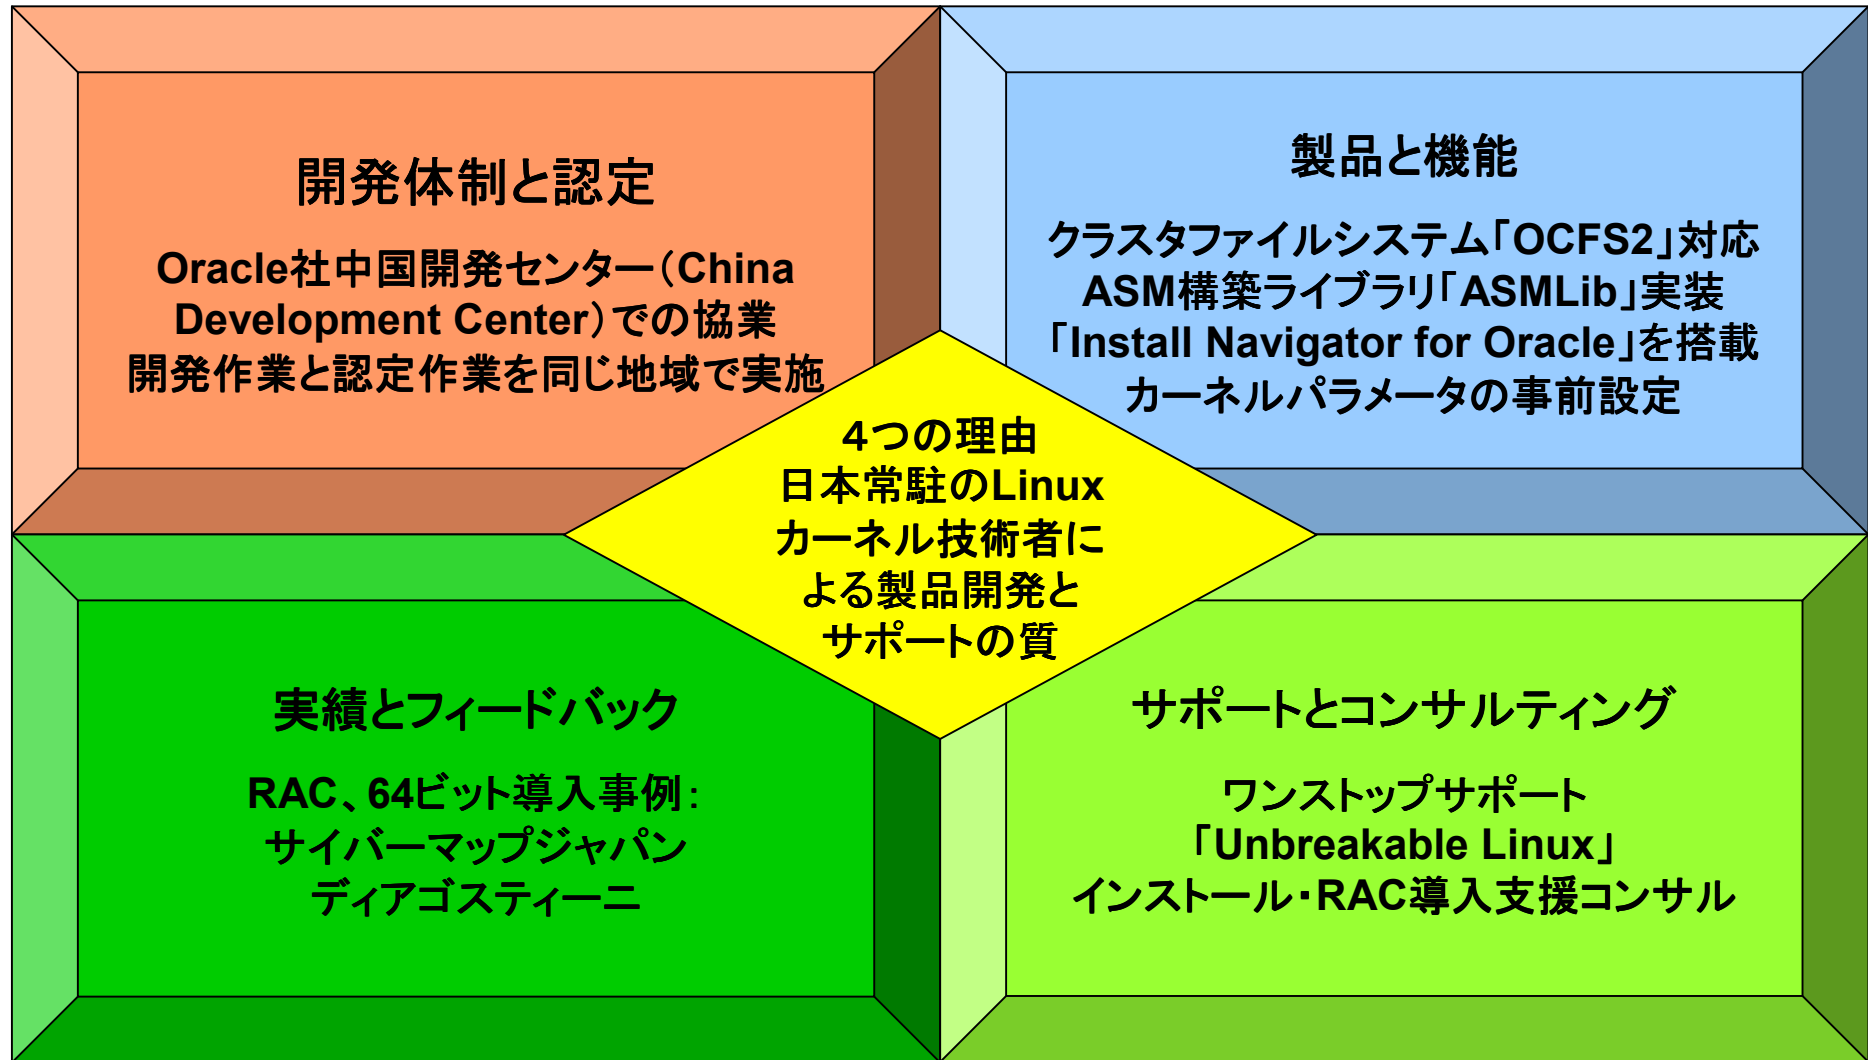 開発体制と認定
Oracle社中国開発センター（China
Development Center）での協業
開発作業と認定作業を同じ地域で実施
製品と機能
クラスタファイルシステム「OCFS2」対応
ASM構築ライブラリ「ASMLib」実装
「Install Navigator for Oracle」を搭載
カーネルパラメータの事前設定
４つの理由
日本常駐のLinux
カーネル技術者に
よる製品開発と
サポートの質
実績とフィードバック
RAC、64ビット導入事例：
サイバーマップジャパン
ディアゴスティーニ
サポートとコンサルティング
ワンストップサポート
「Unbreakable Linux」
インストール・RAC導入支援コンサル